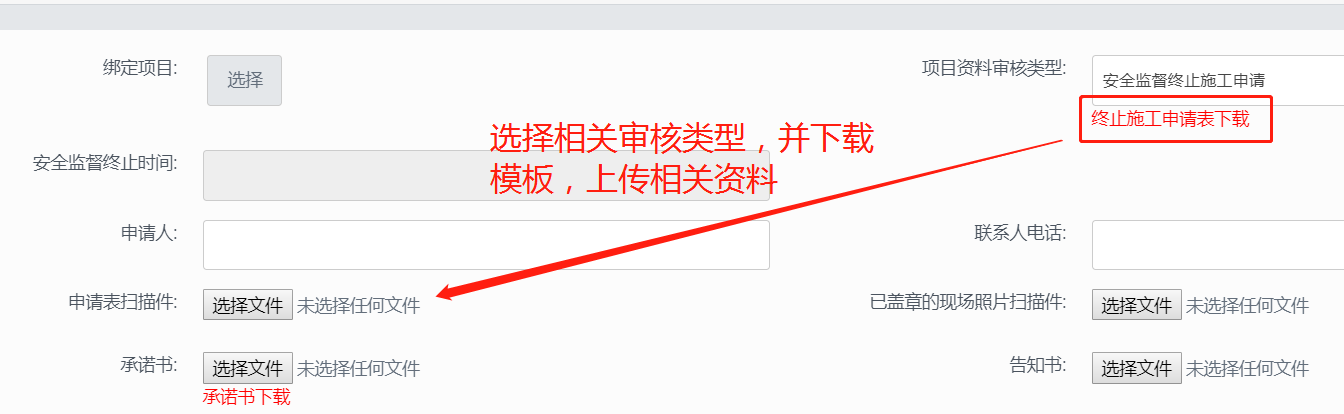 绑定项目:
选择
项目资料审核类型:
安全监督终止施工申请
终止施工申请表下载
选择相关审核类型，并下载
模板，上传相关资料
安全监督终止时间:
申请人:
联系人电话:
申请表扫描件:
选择文件 未选择任何文件
已盖章的现场照片扫描件:
选择文件 未选择任何文件
承诺书:
选择文件 未选择任何文件
承诺书下载
告知书:
选择文件 未选择任何文件